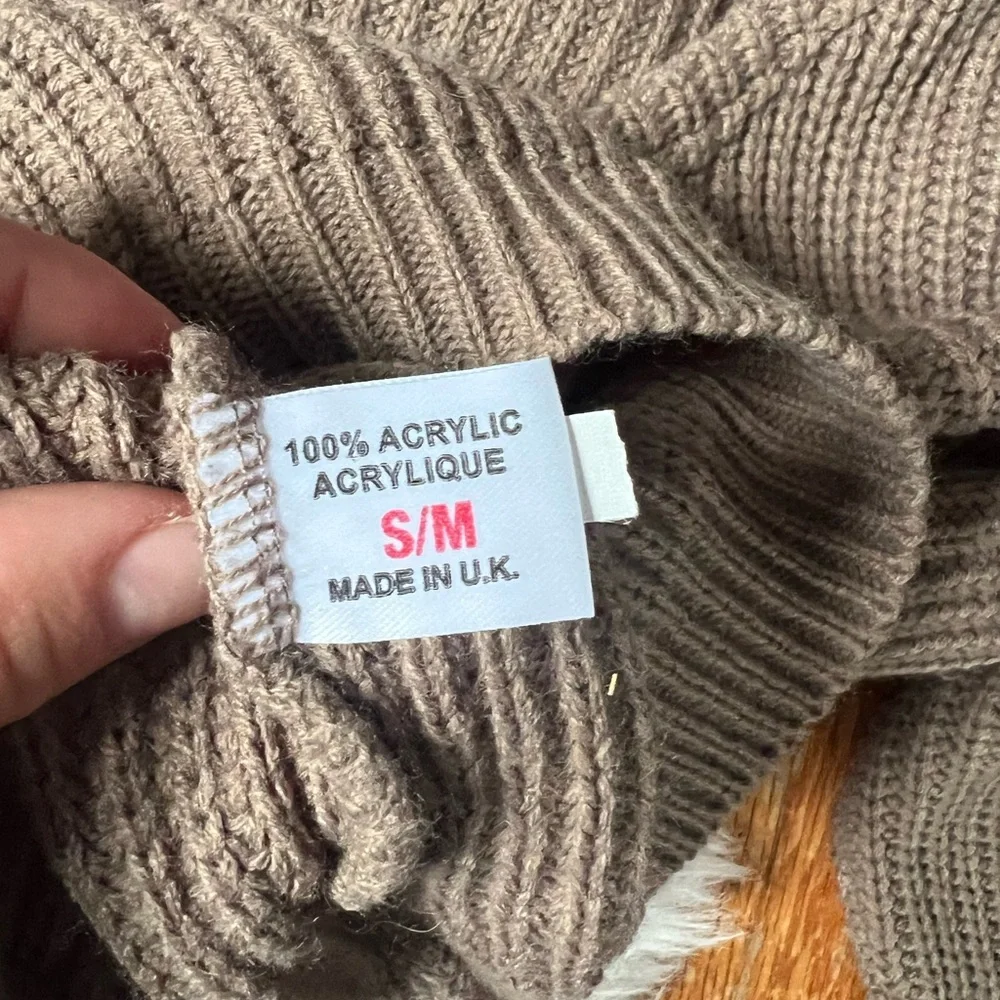 100% ACRYLIC
ACRYLIQUE
S/M
MADE IN U.K.